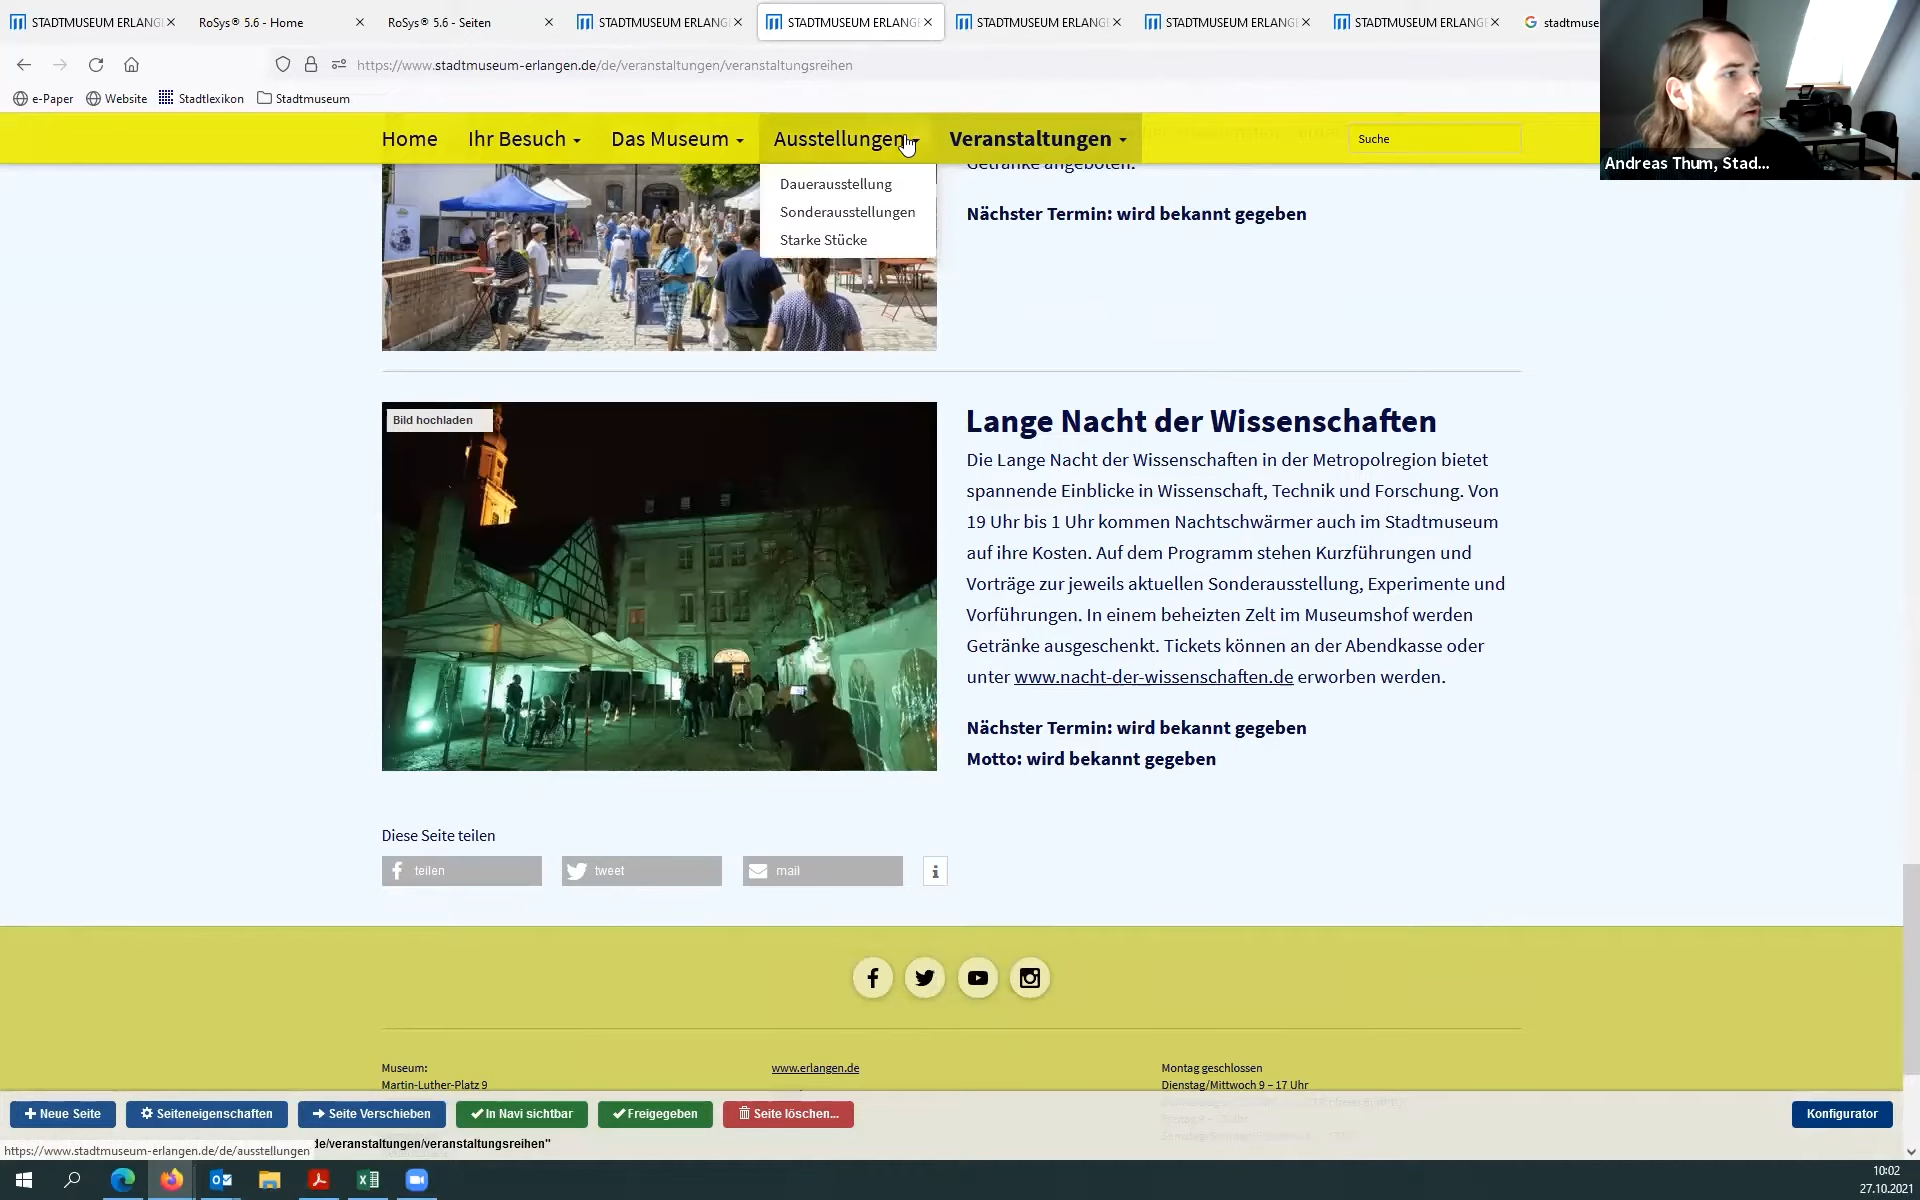 STADTMUSEUM ERLANG
RoSys® 5.6 - Home
RoSys® 5.6 - Seiten
STADTMUSEUM ERLANG
STADTMUSEUM ERLANGE
STADTMUSEUM ERLANGE
STADTMUSEUM ERLANGE
STADTMUSEUM ERLANGE
stadtmuse
https://www.stadtmuseum-erlangen.de/de/veranstaltungen/veranstaltungsreihen
e-Paper
Website
Stadtlexikon
Stadtmuseum
Home
Ihr Besuch
Das Museum
Ausstellungen
Veranstaltungen
Suche
Andreas Thum, Stad...
Getränke angeboten.
Dauerausstellung
Sonderausstellungen
Starke Stücke
Nächster Termin: wird bekannt gegeben
Bild hochladen
Lange Nacht der Wissenschaften
Die Lange Nacht der Wissenschaften in der Metropolregion bietet
spannende Einblicke in Wissenschaft, Technik und Forschung. Von
19 Uhr bis 1 Uhr kommen Nachtschwärmer auch im Stadtmuseum
auf ihre Kosten. Auf dem Programm stehen Kurzführungen und
Vorträge zur jeweils aktuellen Sonderausstellung, Experimente und
Vorführungen. In einem beheizten Zelt im Museumshof werden
Getränke ausgeschenkt. Tickets können an der Abendkasse oder
unter www.nacht-der-wissenschaften.de erworben werden.
Nächster Termin: wird bekannt gegeben
Motto: wird bekannt gegeben
Diese Seite teilen
teilen
tweet
mail
i
Museum:
Martin-Luther-Platz 9
www.erlangen.de
Montag geschlossen
Dienstag/Mittwoch 9 – 17 Uhr
Neue Seite
Seiteneigenschaften
Seite Verschieben
In Navi sichtbar
Freigegeben
Seite löschen...
Konfigurator
de/veranstaltungen/veranstaltungsreihen"
https://www.stadtmuseum-erlangen.de/de/ausstellungen
10:02
27.10.2021